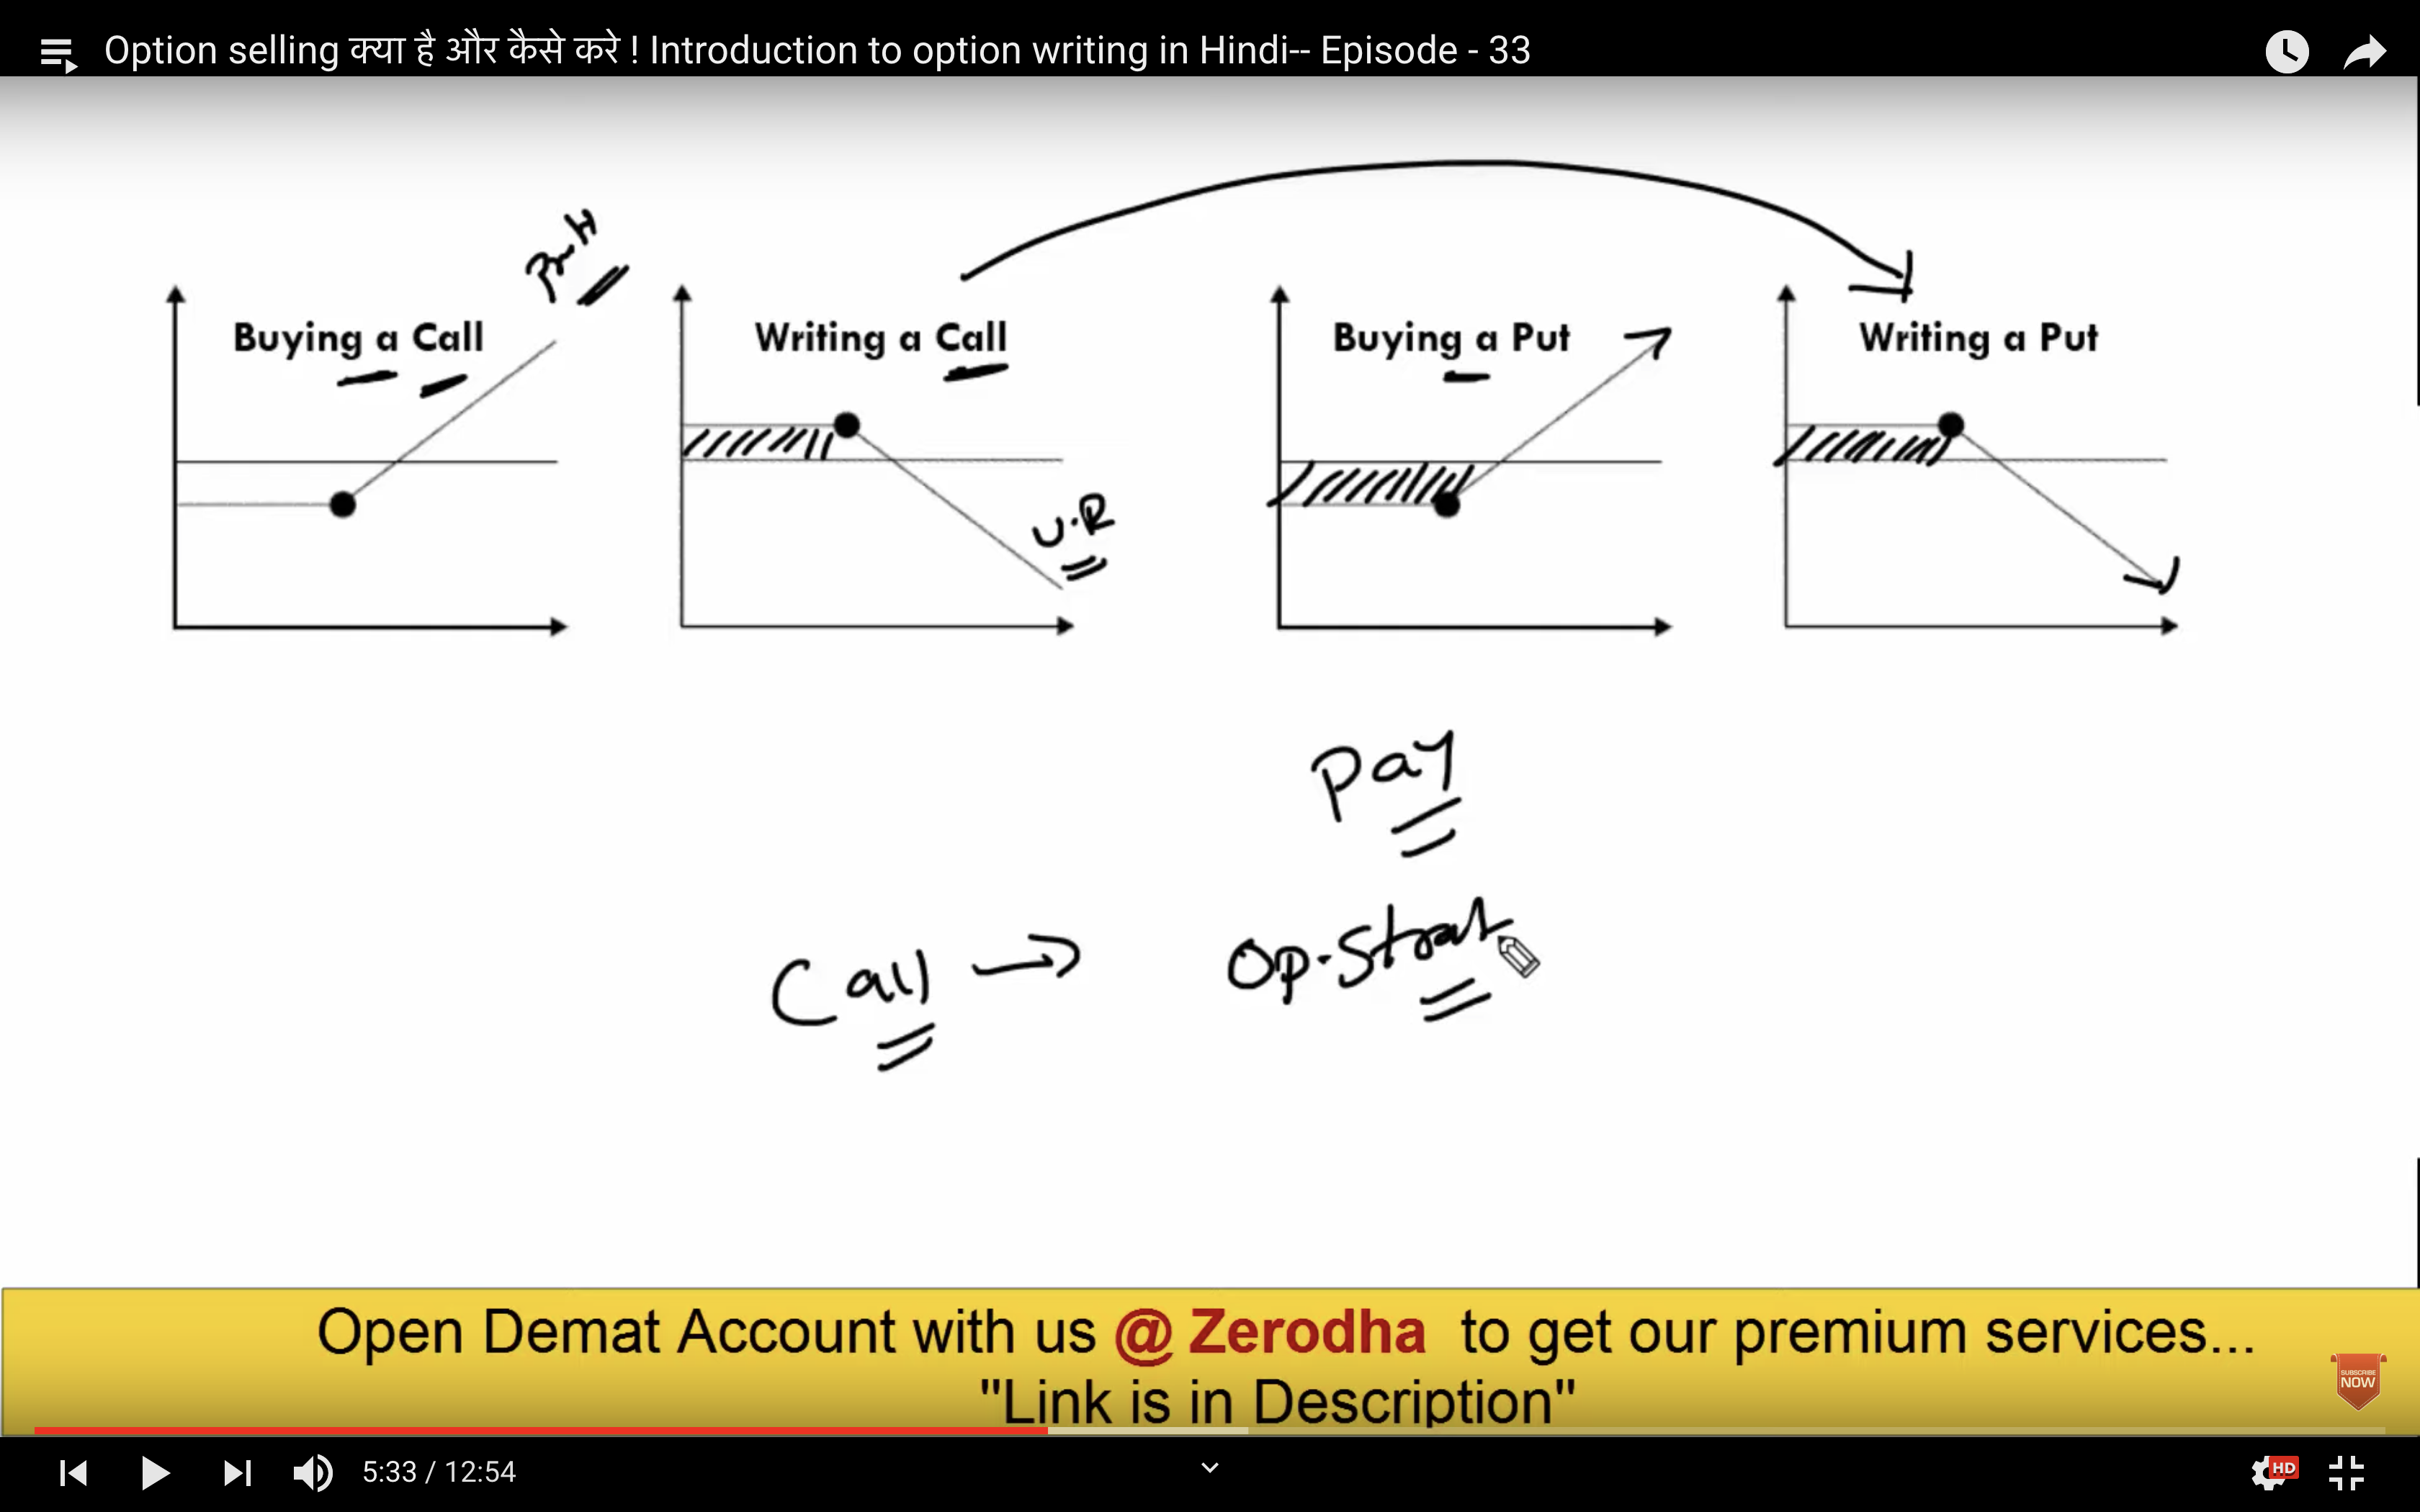 Option selling क्या है और कैसे करे ! Introduction to option writing in Hindi-- Episode - 33
Buying a Call
Writing a Call
Buying a Put
Writing a Put
U.R
Pay
Call → Op.Strat
Open Demat Account with us @ Zerodha to get our premium services...
"Link is in Description"
SUBSCRIBE
NOW
5:33 / 12:54
HD